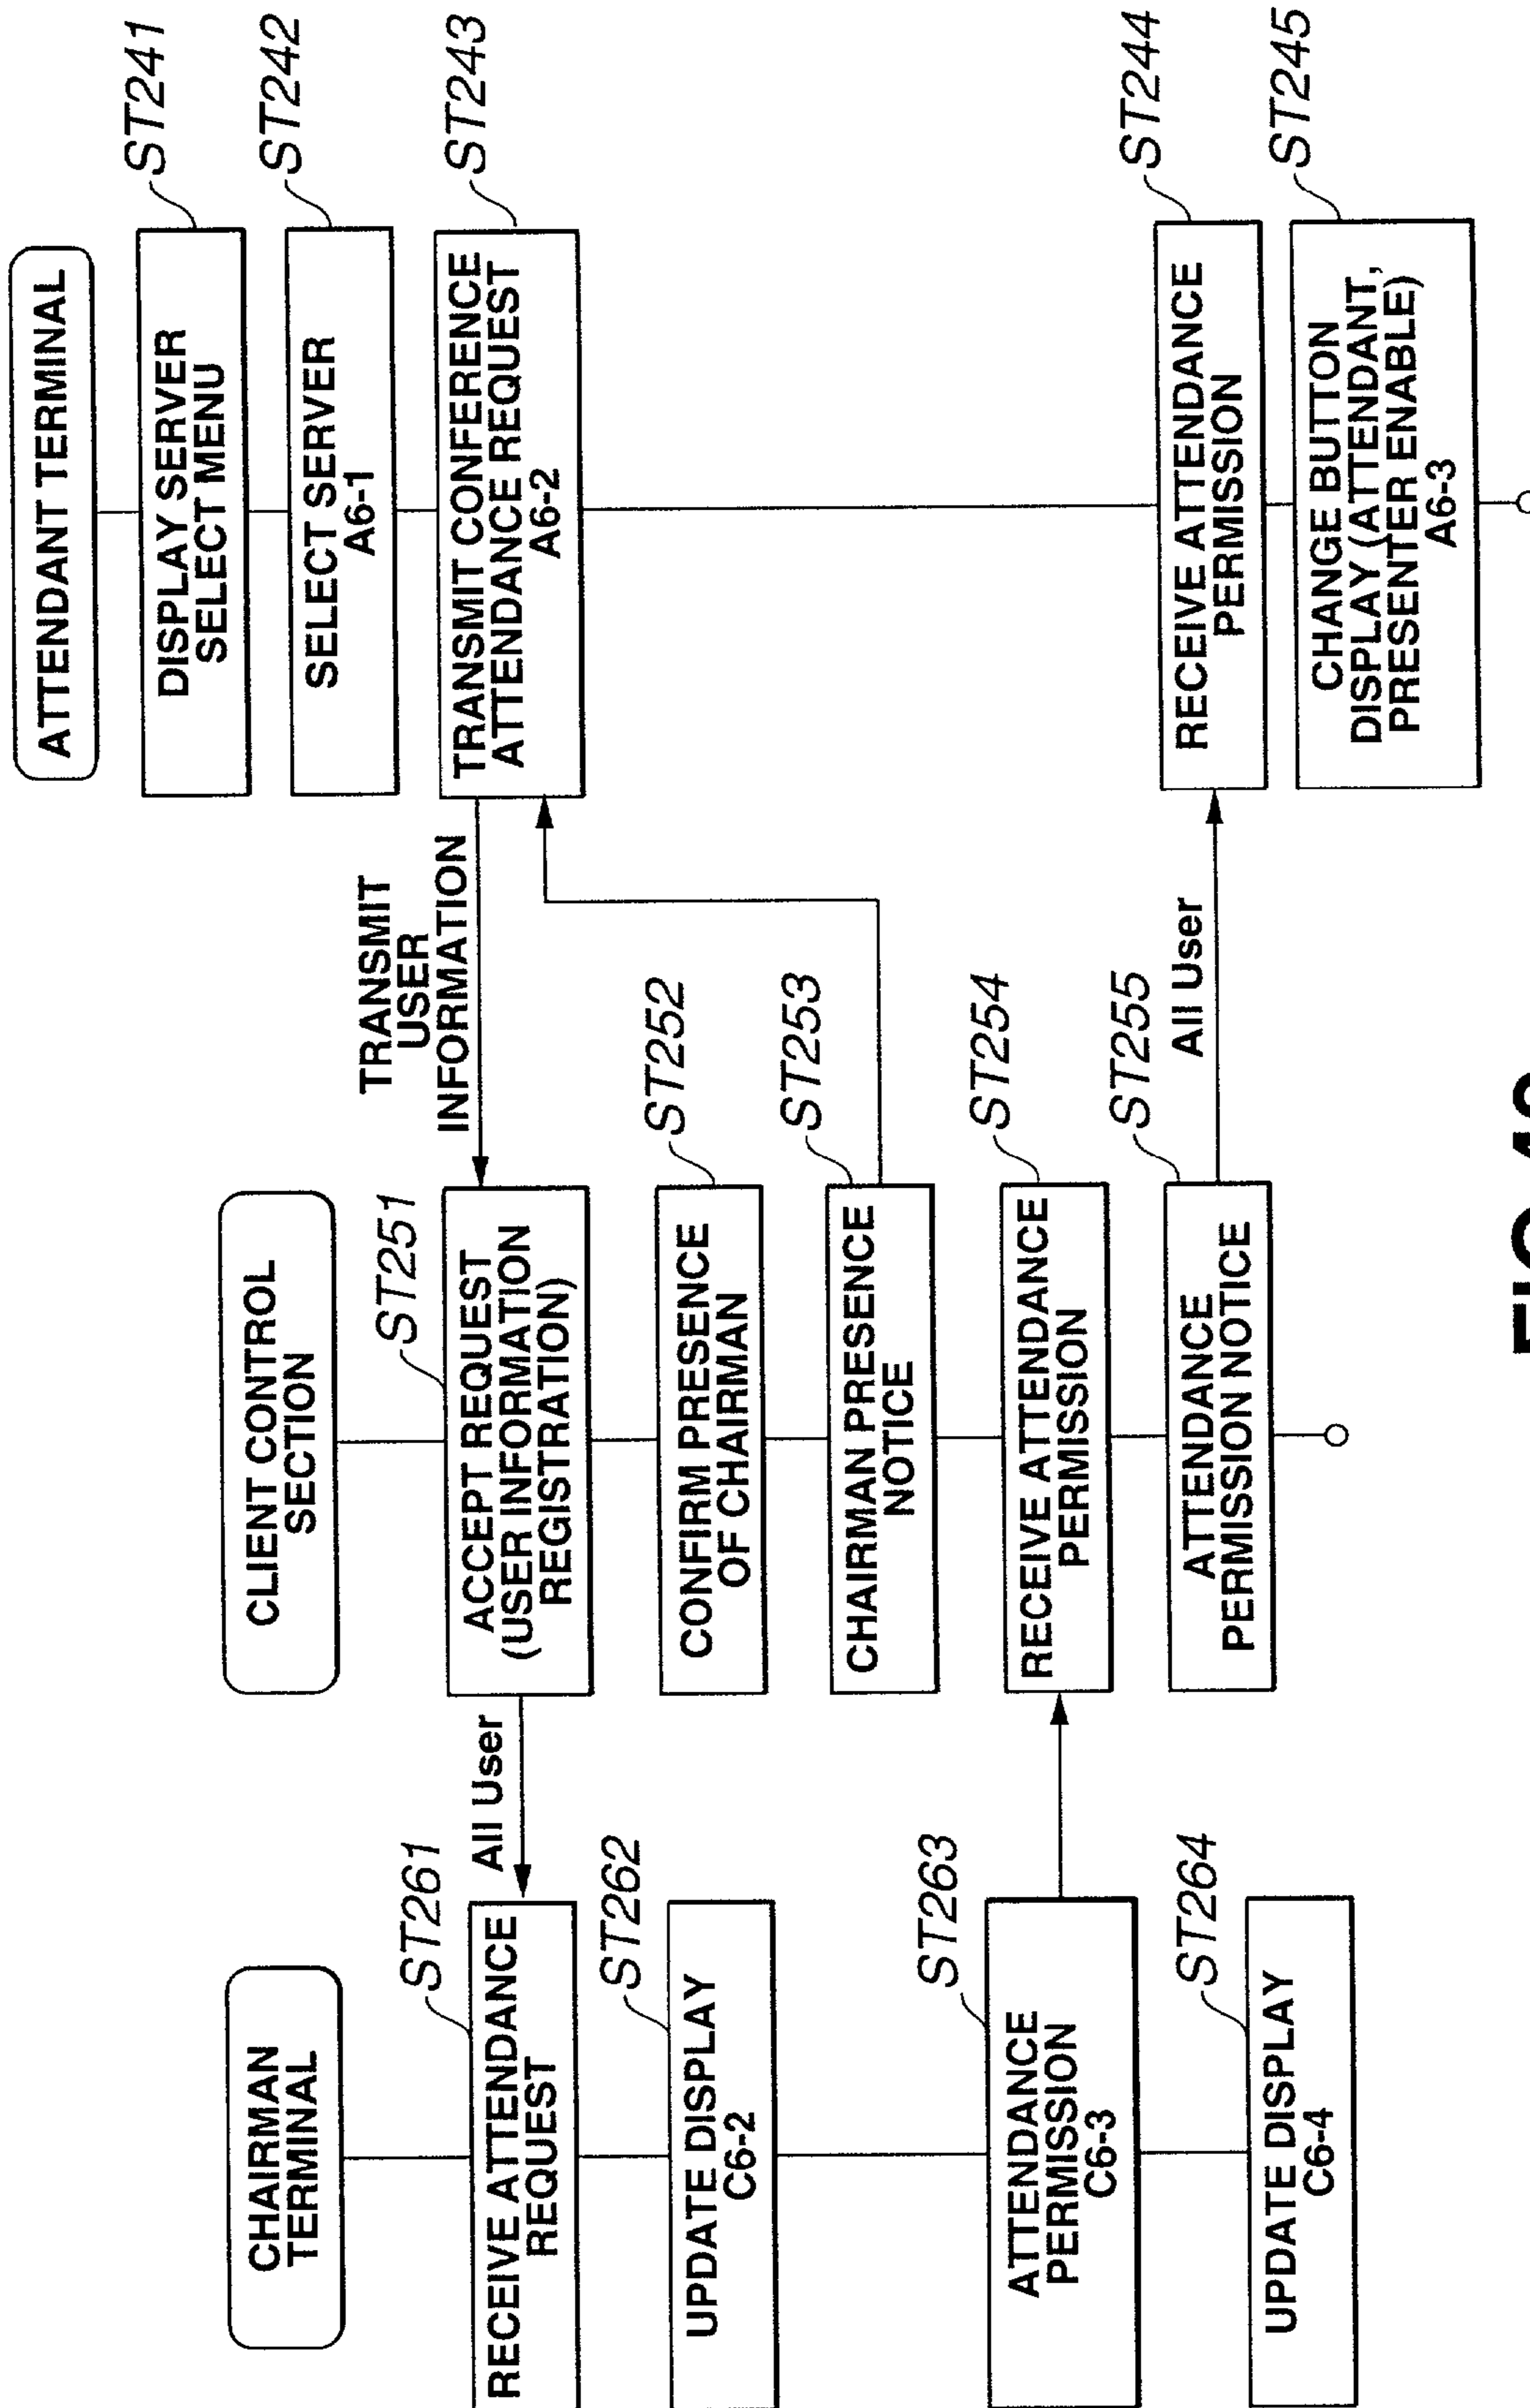 CHAIRMAN
TERMINAL
ST261
RECEIVE ATTENDANCE
REQUEST
ST262
UPDATE DISPLAY
C6-2
ST263
ATTENDANCE
PERMISSION
C6-3
ST264
UPDATE DISPLAY
C6-4
All User
CLIENT CONTROL
SECTION
ST251
ACCEPT REQUEST
(USER INFORMATION
REGISTRATION)
ST252
CONFIRM PRESENCE
OF CHAIRMAN
ST253
CHAIRMAN PRESENCE
NOTICE
ST254
RECEIVE ATTENDANCE
PERMISSION
ST255
ATTENDANCE
PERMISSION NOTICE
TRANSMIT
USER
INFORMATION
All User
ATTENDANT TERMINAL
ST241
DISPLAY SERVER
SELECT MENU
ST242
SELECT SERVER
A6-1
ST243
TRANSMIT CONFERENCE
ATTENDANCE REQUEST
A6-2
ST244
RECEIVE ATTENDANCE
PERMISSION
ST245
CHANGE BUTTON
DISPLAY (ATTENDANT,
PRESENTER ENABLE)
A6-3